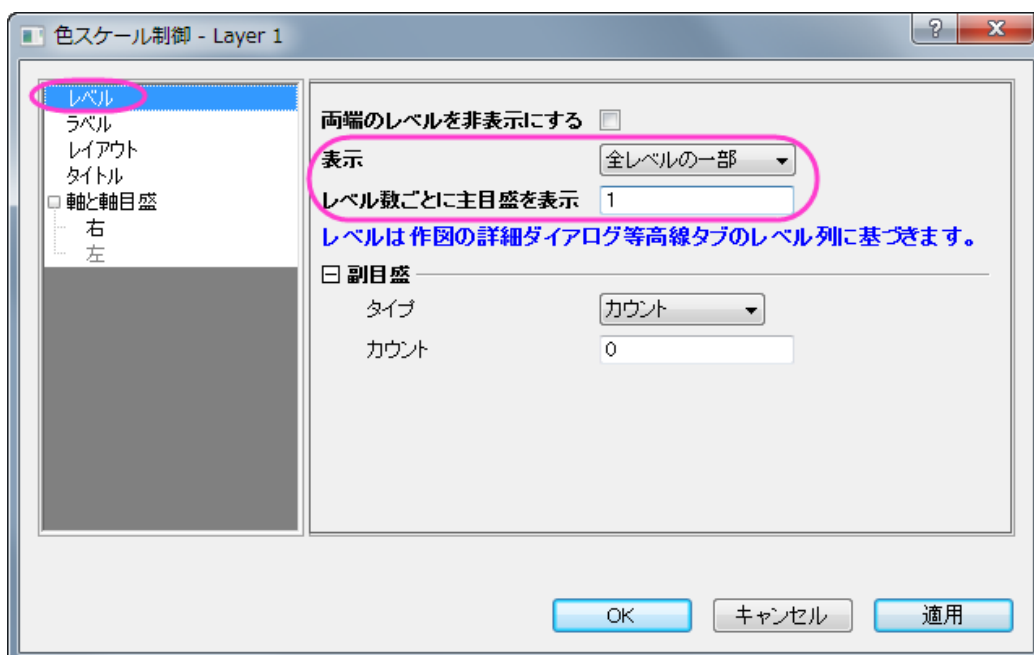 色スケール制御 - Layer 1
レベル
ラベル
レイアウト
タイトル
軸と軸目盛
右
左
両端のレベルを非表示にする
表示 全レベルの一部
レベル数ごとに主目盛を表示 1
レベルは作図の詳細ダイアログ等高線タブのレベル列に基づきます。
副目盛
タイプ カウント
カウント 0
OK キャンセル 適用